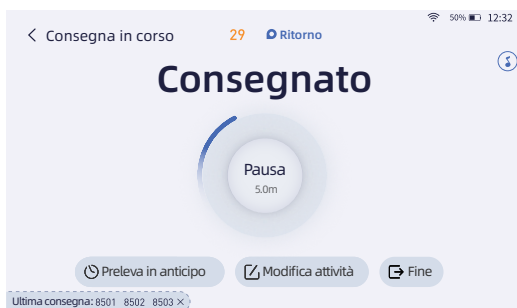 50% 12:32
Consegna in corso 29 Ritorno
Consegnato
Pausa
5.0m
Preleva in anticipo Modifica attività Fine
Ultima consegna: 8501 8502 8503 ×